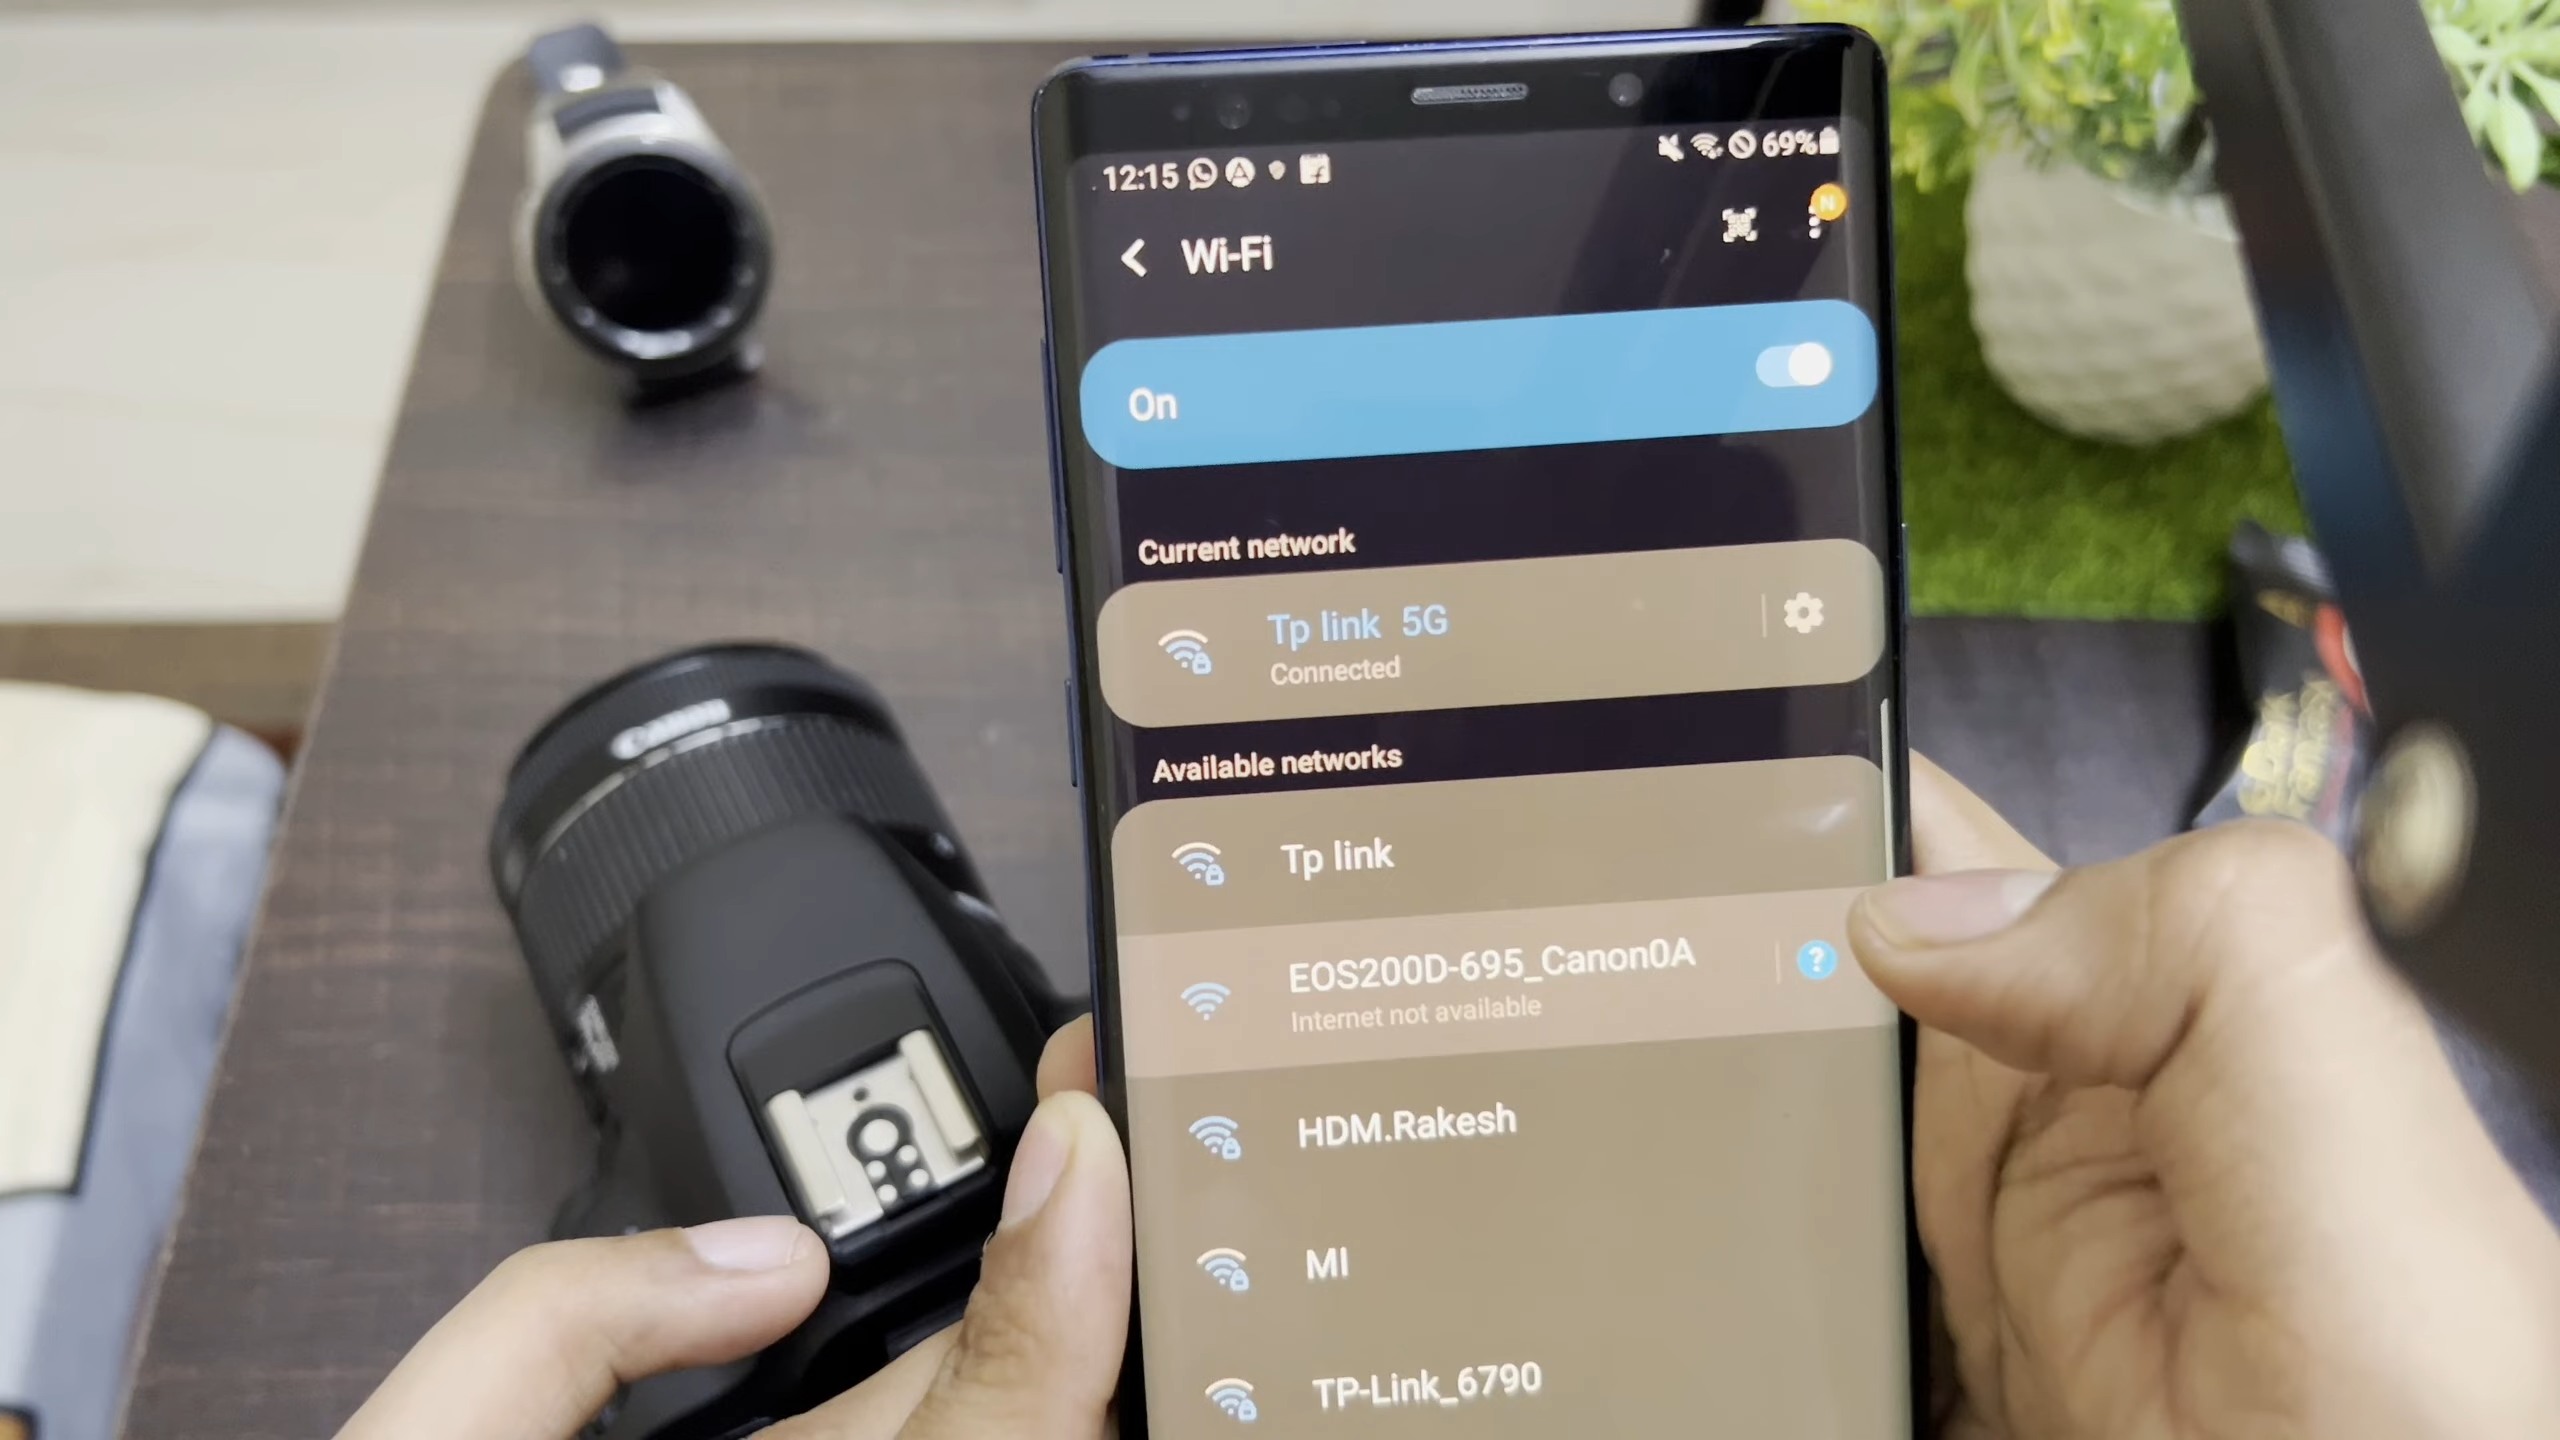 12:15
69%
N
Wi-Fi
On
Current network
Tp link 5G
Connected
Available networks
Tp link
EOS200D-695_Canon0A
?
Internet not available
HDM.Rakesh
MI
TP-Link_6790
Canon